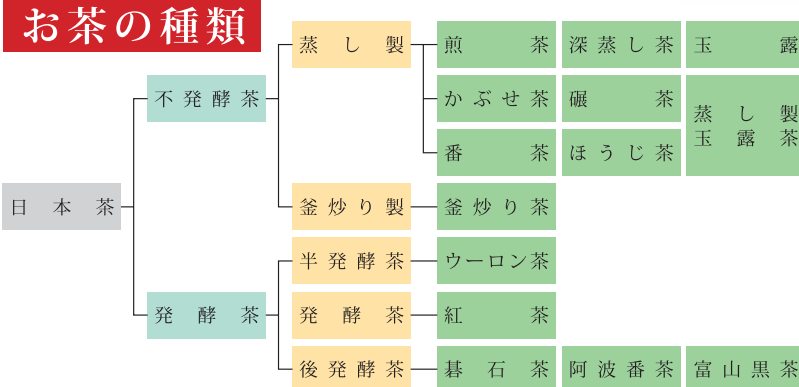 お茶の種類
日本茶
不発酵茶
蒸し製
煎茶
深蒸し茶
玉露
かぶせ茶
碾茶
蒸し製
玉露茶
番茶
ほうじ茶
釜炒り製
釜炒り茶
発酵茶
半発酵茶
ウーロン茶
発酵茶
紅茶
後発酵茶
碁石茶
阿波番茶
富山黒茶